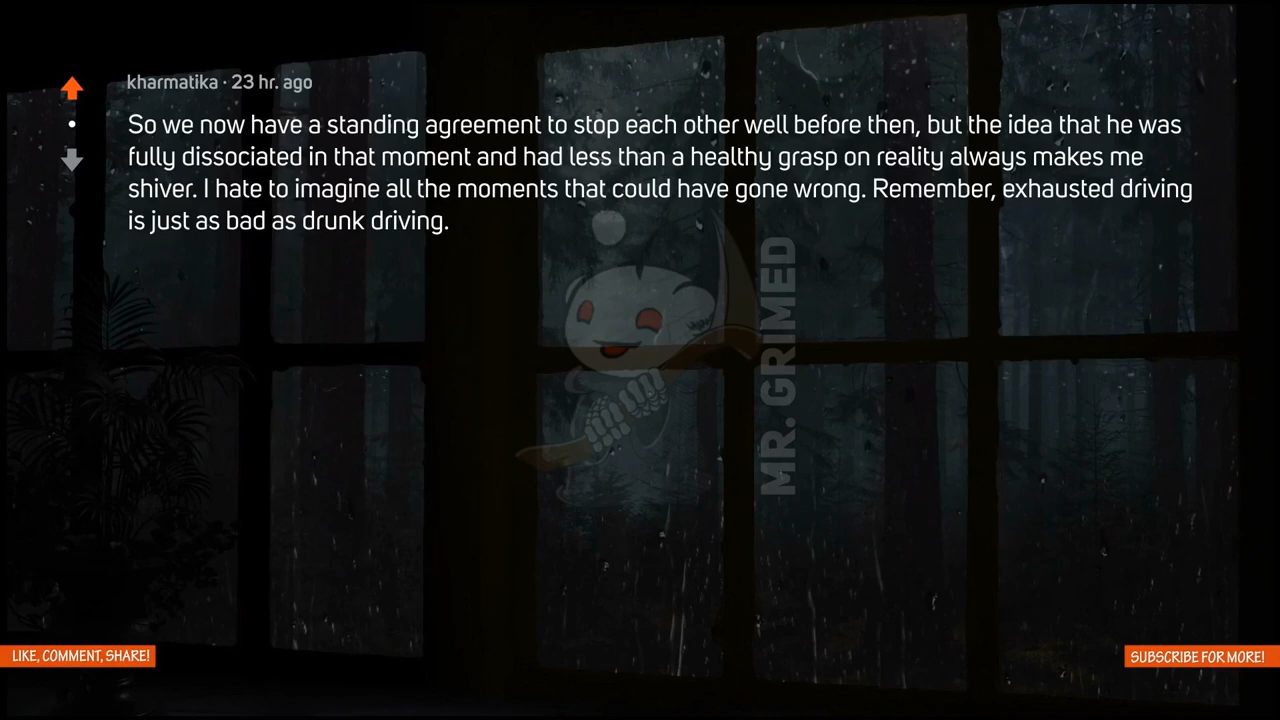 kharmatika · 23 hr. ago
So we now have a standing agreement to stop each other well before then, but the idea that he was
fully dissociated in that moment and had less than a healthy grasp on reality always makes me
shiver. I hate to imagine all the moments that could have gone wrong. Remember, exhausted driving
is just as bad as drunk driving.
MR. GRIMED
LIKE, COMMENT, SHARE!
SUBSCRIBE FOR MORE!